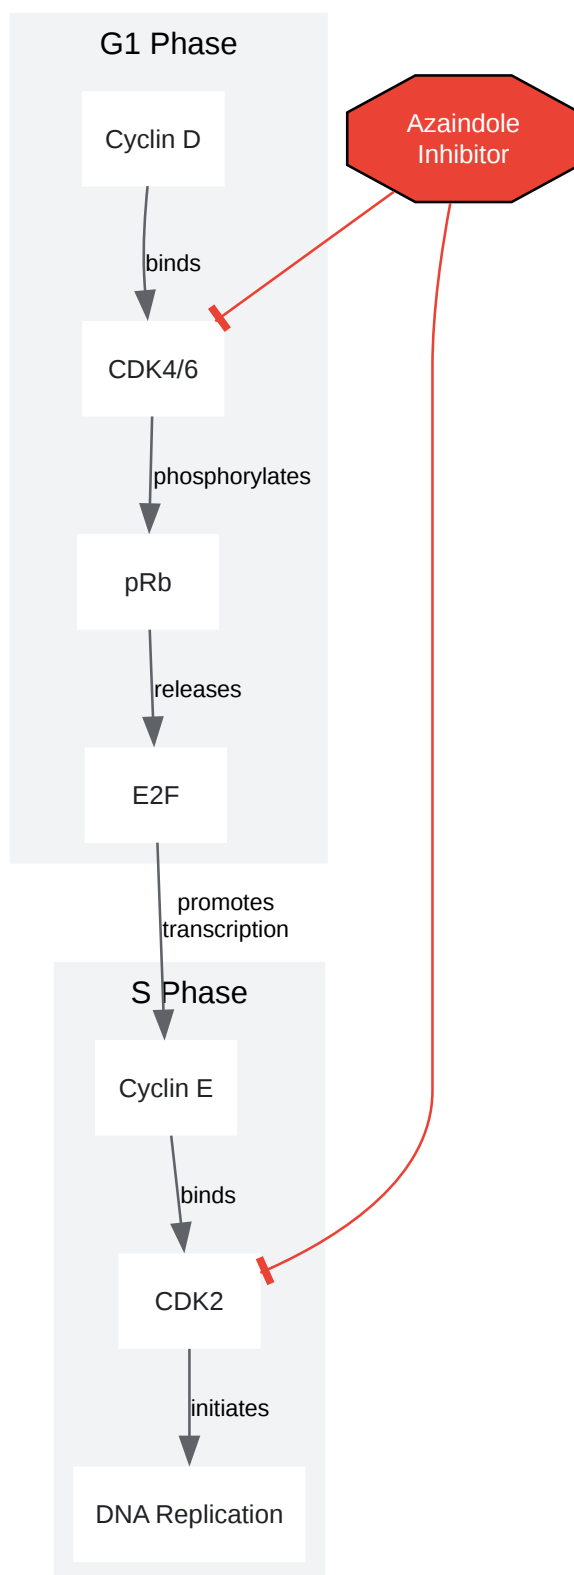 G1 Phase
Cyclin D
Azaindole
Inhibitor
binds
CDK4/6
phosphorylates
pRb
releases
E2F
promotes
transcription
S Phase
Cyclin E
binds
CDK2
initiates
DNA Replication